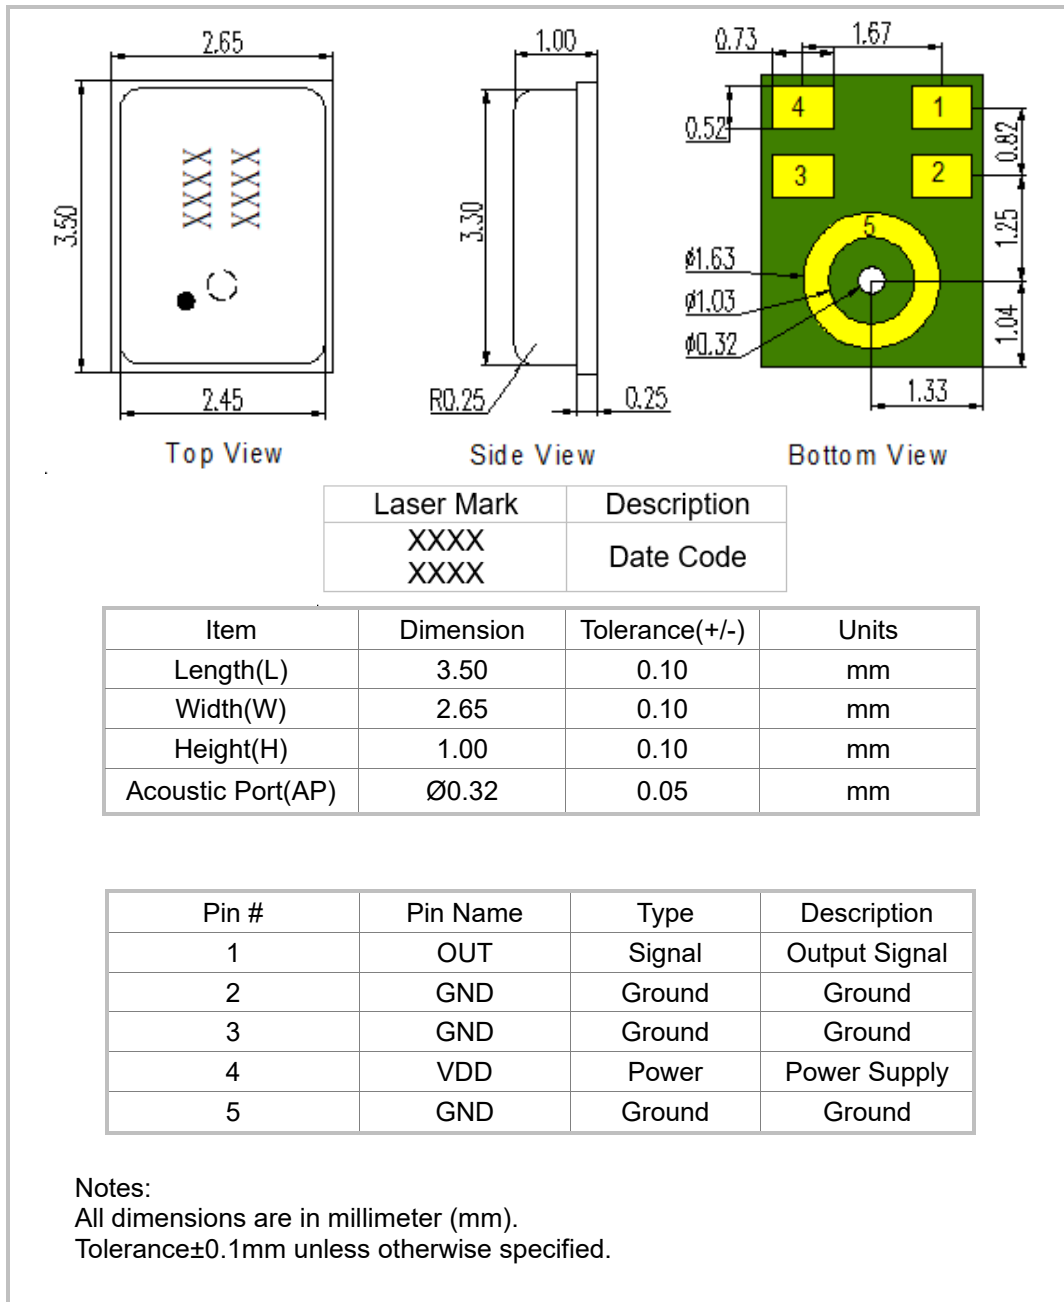 2.65
1.00
0.73
1.67
4
1
0.52
0.82
3
2
XXXX
XXXX
3.50
3.30
5
1.25
ø1.63
ø1.03
ø0.32
1.04
2.45
R0.25
0.25
1.33
Top View
Side View
Bottom View
Laser Mark Description
XXXX
XXXX
Date Code
Item Dimension Tolerance(+/-) Units
Length(L) 3.50 0.10 mm
Width(W) 2.65 0.10 mm
Height(H) 1.00 0.10 mm
Acoustic Port(AP) Ø0.32 0.05 mm
Pin # Pin Name Type Description
1 OUT Signal Output Signal
2 GND Ground Ground
3 GND Ground Ground
4 VDD Power Power Supply
5 GND Ground Ground
Notes:
All dimensions are in millimeter (mm).
Tolerance±0.1mm unless otherwise specified.